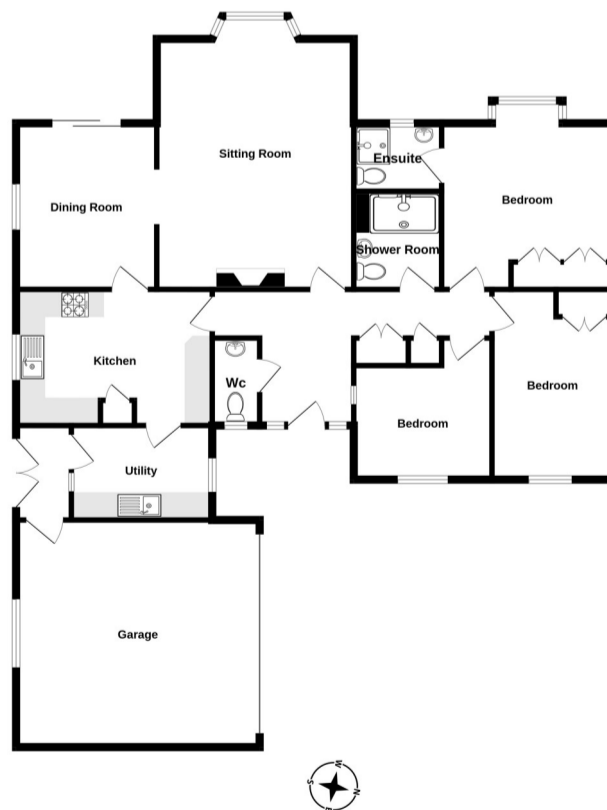 Sitting Room
Ensuite
Dining Room
Bedroom
Shower Room
Kitchen
Wc
Bedroom
Bedroom
Utility
Garage
W
S
N
E